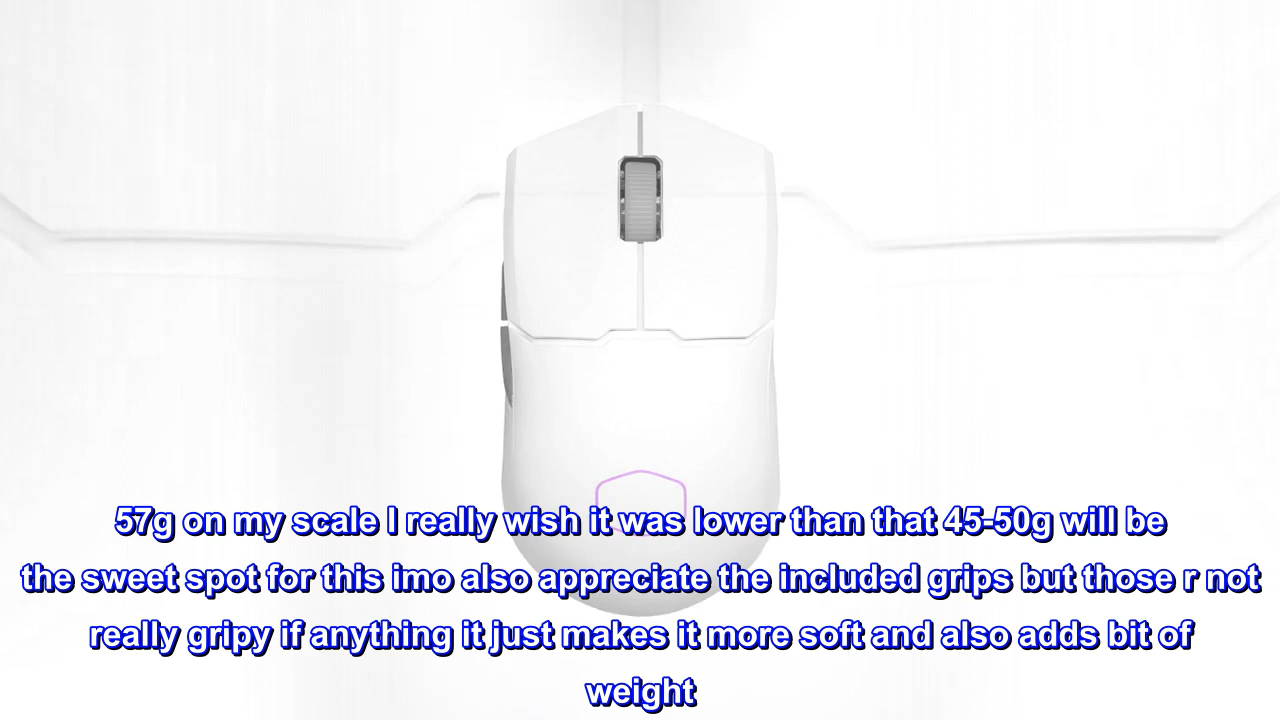 57g on my scale I really wish it was lower than that 45-50g will be
the sweet spot for this imo also appreciate the included grips but those r not
really gripy if anything it just makes it more soft and also adds bit of
weight